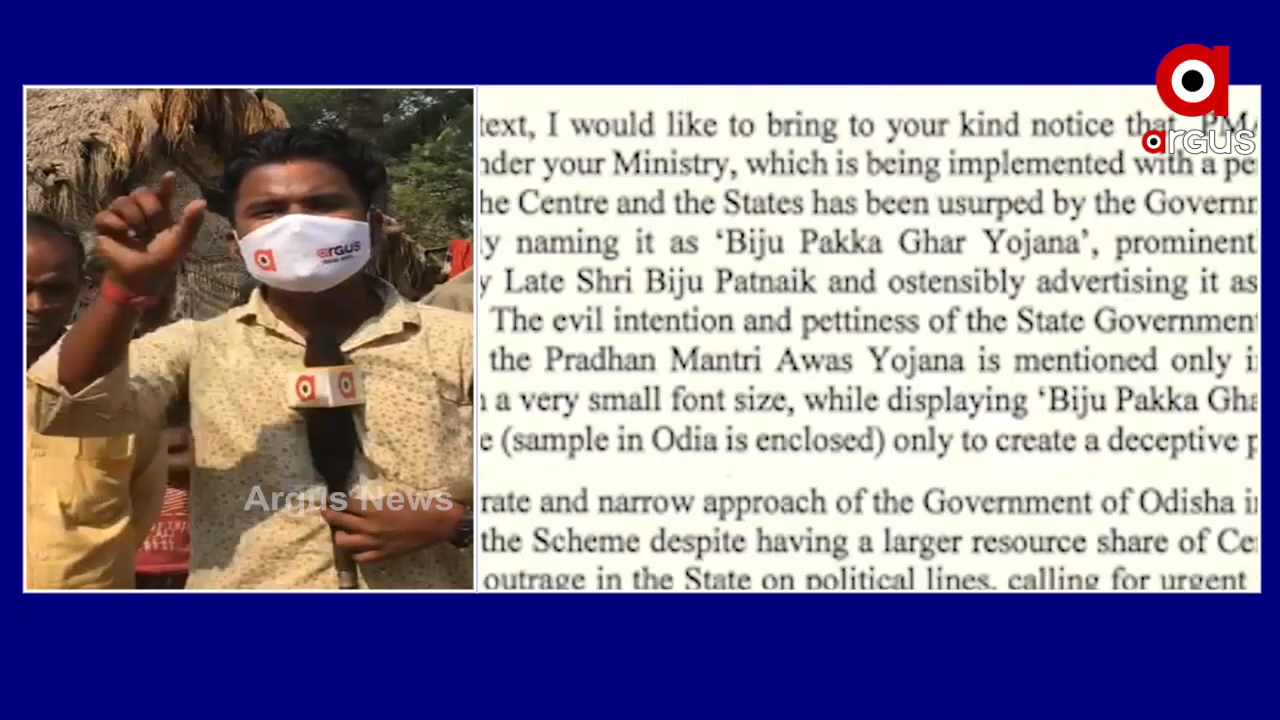 argus
text, I would like to bring to your kind notice that
nder your Ministry, which is being implemented with a pe
he Centre and the States has been usurped by the Governm
y naming it as ‘Biju Pakka Ghar Yojana’, prominentl
y Late Shri Biju Patnaik and ostensibly advertising it as
The evil intention and pettiness of the State Government
the Pradhan Mantri Awas Yojana is mentioned only i
a very small font size, while displaying ‘Biju Pakka Gha
e (sample in Odia is enclosed) only to create a deceptive p
rate and narrow approach of the Government of Odisha i
the Scheme despite having a larger resource share of Ce
outrage in the State on political lines, calling for urgent
argus
Argus News